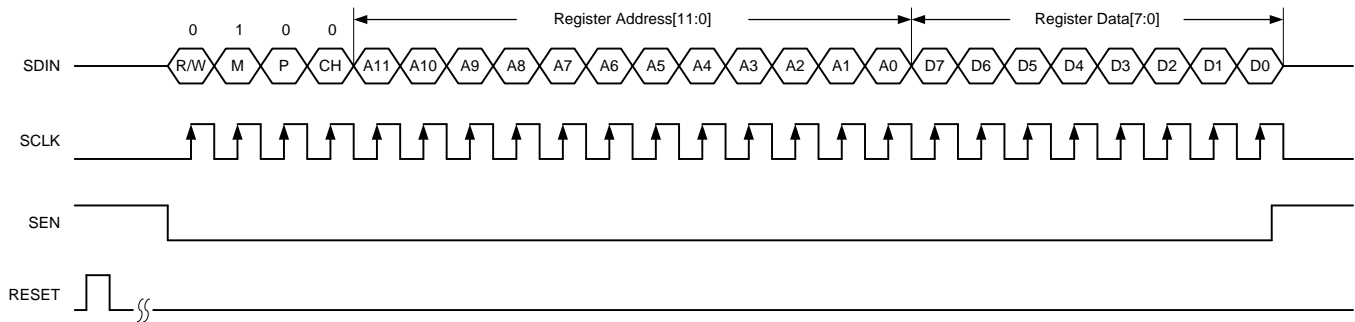 0 1 0 0 Register Address[11:0] Register Data[7:0]
SDIN R/W M P CH A11 A10 A9 A8 A7 A6 A5 A4 A3 A2 A1 A0 D7 D6 D5 D4 D3 D2 D1 D0
SCLK
SEN
RESET